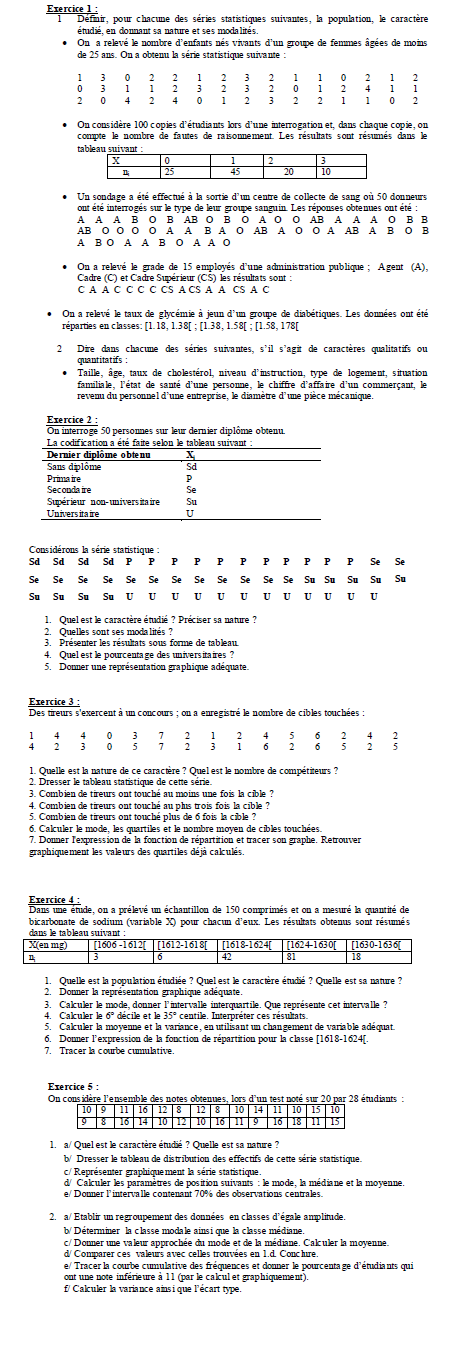 Exercice 1 :
1 Définir, pour chacune des séries statistiques suivantes, la population, le caractère
étudié, en donnant sa nature et ses modalités.
• On a relevé le nombre d'enfants nés vivants d'un groupe de femmes âgées de moins
de 25 ans. On a obtenu la série statistique suivante :
1 3 0 2 2 1 2 3 2 1 1 0 2 1 2
0 3 1 1 2 3 2 3 2 0 1 2 4 1 1
2 0 4 2 4 0 1 2 3 2 2 1 1 0 2
• On considère 100 copies d'étudiants lors d'une interrogation et, dans chaque copie, on
compte le nombre de fautes de raisonnement. Les résultats sont résumés dans le
tableau suivant :
X 0 1 2 3
ni 25 45 20 10
• Un sondage a été effectué à la sortie d'un centre de collecte de sang où 50 donneurs
ont été interrogés sur le type de leur groupe sanguin. Les réponses obtenues ont été :
A A A B O B AB O B O A O O AB A A A O B B
AB O O O O A A B A O AB A O O A AB A B O B
A B O A A B O A A O
• On a relevé le grade de 15 employés d'une administration publique ; Agent (A),
Cadre (C) et Cadre Supérieur (CS) les résultats sont :
C A A C C C C CS A CS A A CS A C
• On a relevé le taux de glycémie à jeun d'un groupe de diabétiques. Les données ont été
réparties en classes: [1.18, 1.38[ ; [1.38, 1.58[ ; [1.58, 178[
2 Dire dans chacune des séries suivantes, s'il s'agit de caractères qualitatifs ou
quantitatifs :
• Taille, âge, taux de cholestérol, niveau d'instruction, type de logement, situation
familiale, l'état de santé d'une personne, le chiffre d'affaire d'un commerçant, le
revenu du personnel d'une entreprise, le diamètre d'une pièce mécanique.
Exercice 2 :
On interroge 50 personnes sur leur dernier diplôme obtenu.
La codification a été faite selon le tableau suivant :
Dernier diplôme obtenu Xi
Sans diplôme Sd
Primaire P
Secondaire Se
Supérieur non-universitaire Su
Universitaire U
Considérons la série statistique :
Sd Sd Sd Sd P P P P P P P P P P P Se Se
Se Se Se Se Se Se Se Se Se Se Se Se Su Su Su Su Su
Su Su Su Su U U U U U U U U U U U U
1. Quel est le caractère étudié ? Préciser sa nature ?
2. Quelles sont ses modalités ?
3. Présenter les résultats sous forme de tableau.
4. Quel est le pourcentage des universitaires ?
5. Donner une représentation graphique adéquate.
Exercice 3 :
Des tireurs s'exercent à un concours ; on a enregistré le nombre de cibles touchées :
1 4 4 0 3 7 2 1 2 4 5 6 2 4 2
4 2 3 0 5 7 2 3 1 6 2 6 5 2 5
1. Quelle est la nature de ce caractère ? Quel est le nombre de compétiteurs ?
2. Dresser le tableau statistique de cette série.
3. Combien de tireurs ont touché au moins une fois la cible ?
4. Combien de tireurs ont touché au plus trois fois la cible ?
5. Combien de tireurs ont touché plus de 6 fois la cible ?
6. Calculer le mode, les quartiles et le nombre moyen de cibles touchées.
7. Donner l'expression de la fonction de répartition et tracer son graphe. Retrouver
graphiquement les valeurs des quartiles déjà calculés.
Exercice 4 :
Dans une étude, on a prélevé un échantillon de 150 comprimés et on a mesuré la quantité de
bicarbonate de sodium (variable X) pour chacun d'eux. Les résultats obtenus sont résumés
dans le tableau suivant :
X(en mg) [1606 -1612[ [1612-1618[ [1618-1624[ [1624-1630[ [1630-1636[
ni 3 6 42 81 18
1. Quelle est la population étudiée ? Quel est le caractère étudié ? Quelle est sa nature ?
2. Donner la représentation graphique adéquate.
3. Calculer le mode, donner l'intervalle interquartile. Que représente cet intervalle ?
4. Calculer le 6° décile et le 35° centile. Interpréter ces résultats.
5. Calculer la moyenne et la variance, en utilisant un changement de variable adéquat.
6. Donner l'expression de la fonction de répartition pour la classe [1618-1624[.
7. Tracer la courbe cumulative.
Exercice 5 :
On considère l'ensemble des notes obtenues, lors d'un test noté sur 20 par 28 étudiants :
10 9 11 16 12 8 12 8 10 14 11 10 15 10
9 8 16 14 10 12 10 16 11 9 16 18 11 15
1. a/ Quel est le caractère étudié ? Quelle est sa nature ?
b/ Dresser le tableau de distribution des effectifs de cette série statistique.
c/ Représenter graphiquement la série statistique.
d/ Calculer les paramètres de position suivants : le mode, la médiane et la moyenne.
e/ Donner l'intervalle contenant 70% des observations centrales.
2. a/ Etablir un regroupement des données en classes d'égale amplitude.
b/ Déterminer la classe modale ainsi que la classe médiane.
c/ Donner une valeur approchée du mode et de la médiane. Calculer la moyenne.
d/ Comparer ces valeurs avec celles trouvées en 1.d. Conclure.
e/ Tracer la courbe cumulative des fréquences et donner le pourcentage d'étudiants qui
ont une note inférieure à 11 (par le calcul et graphiquement).
f/ Calculer la variance ainsi que l'écart type.